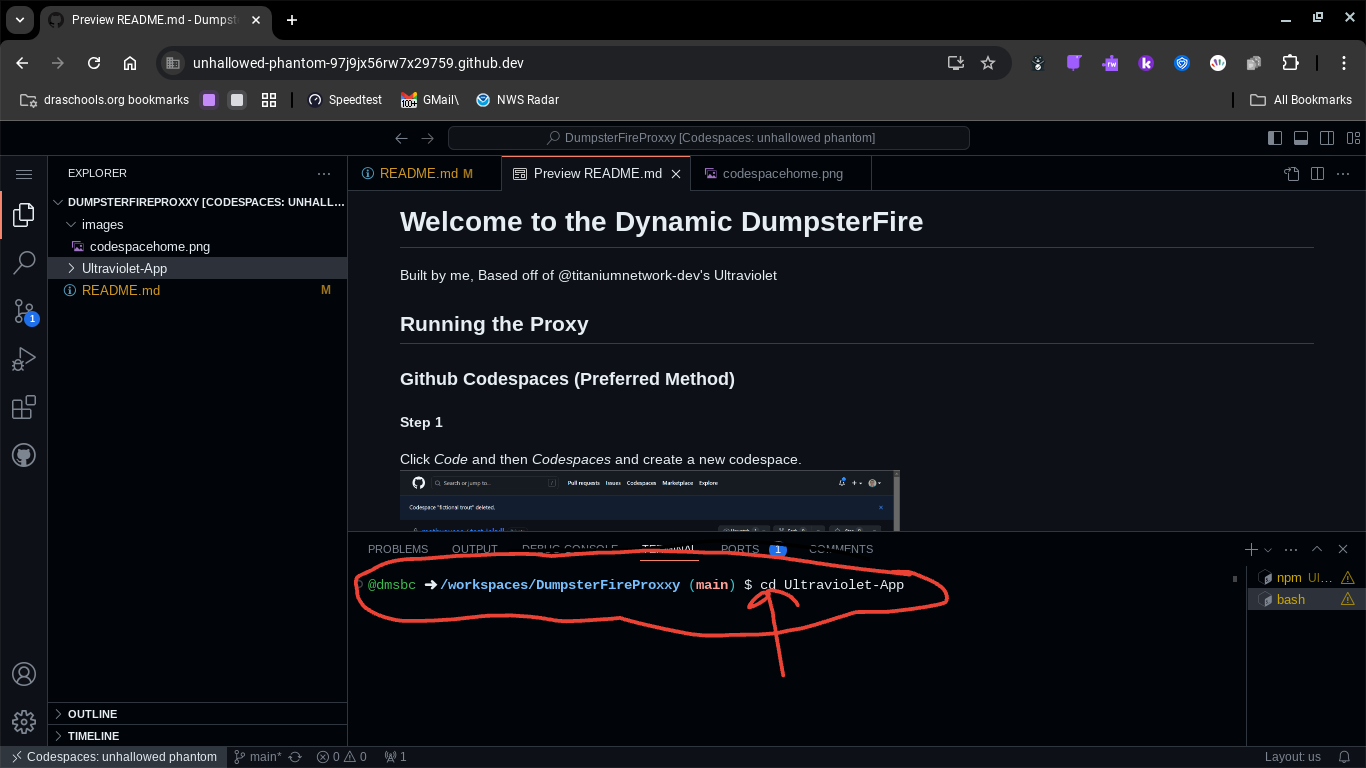 Preview README.md - Dumpst
unhallowed-phantom-97j9jx56rw7x29759.github.dev
draschools.org bookmarks
Speedtest
GMail\
NWS Radar
All Bookmarks
DumpsterFireProxxy [Codespaces: unhallowed phantom]
EXPLORER
README.md M
Preview README.md
codespacehome.png
DUMPSTERFIREPROXXY [CODESPACES: UNHALL...
images
codespacehome.png
Ultraviolet-App
README.md M
1
Welcome to the Dynamic DumpsterFire
Built by me, Based off of @titaniumnetwork-dev's Ultraviolet
Running the Proxy
Github Codespaces (Preferred Method)
Step 1
Click Code and then Codespaces and create a new codespace.
Search or jump to...
/
Pull requests Issues Codespaces Marketplace Explore
Codespace "fictional trout" deleted.
PROBLEMS
OUTPUT
DEBUG CONSOLE
TERMINAL
PORTS 1
COMMENTS
@dmsbc ➜ /workspaces/DumpsterFireProxxy (main) $ cd Ultraviolet-App
npm Ul...
bash
OUTLINE
TIMELINE
Codespaces: unhallowed phantom
main*
0
0
1
Layout: us